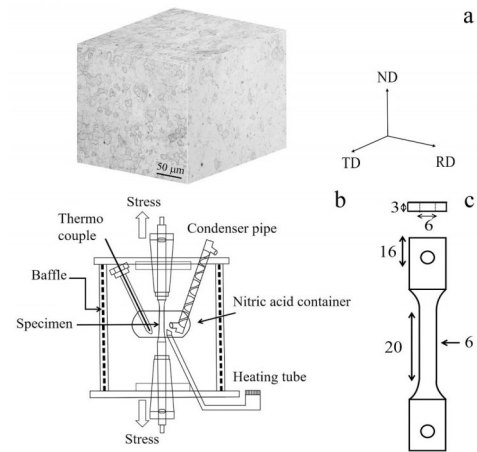 a
50 μm
ND
TD
RD
b
Stress
Thermo
couple
Condenser pipe
Baffle
Nitric acid container
Specimen
Heating tube
Stress
c
3
6
16
20
6